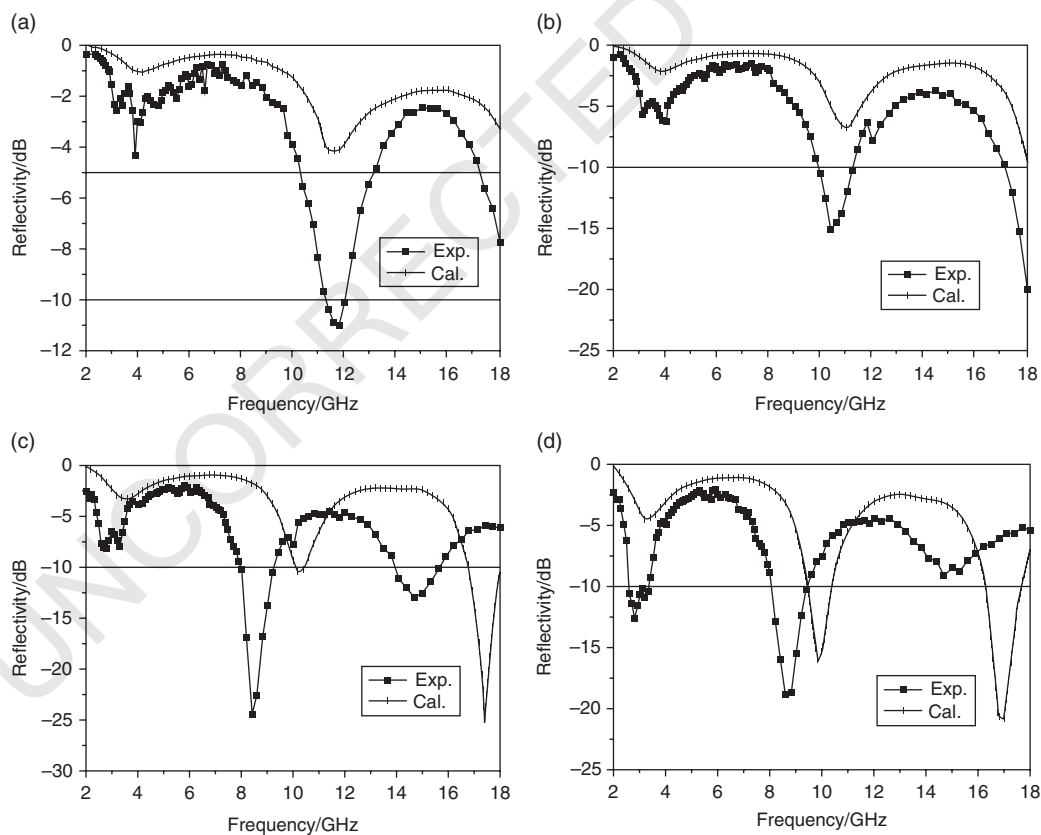 (a)
0
–2
–4
–6
–8
–10
–12
Reflectivity/dB
2 4 6 8 10 12 14 16 18
Frequency/GHz
Exp.
Cal.
(b)
0
–5
–10
–15
–20
–25
Reflectivity/dB
2 4 6 8 10 12 14 16 18
Frequency/GHz
Exp.
Cal.
(c)
0
–5
–10
–15
–20
–25
–30
Reflectivity/dB
2 4 6 8 10 12 14 16 18
Frequency/GHz
Exp.
Cal.
(d)
0
–5
–10
–15
–20
–25
Reflectivity/dB
2 4 6 8 10 12 14 16 18
Frequency/GHz
Exp.
Cal.
UNCORRECTED